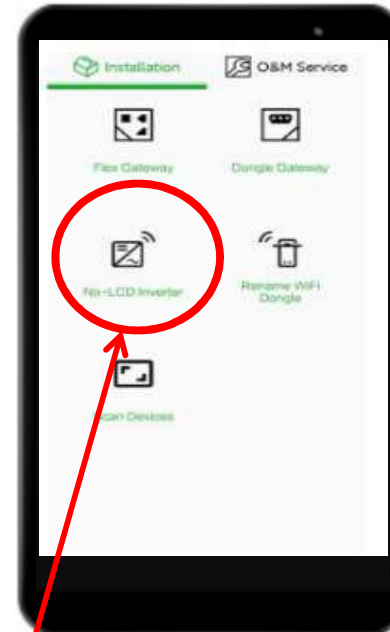 Installation
O&M Service
Flex Gateway
Dongle Gateway
No-LCD Inverter
Rename WiFi
Dongle
Scan Devices